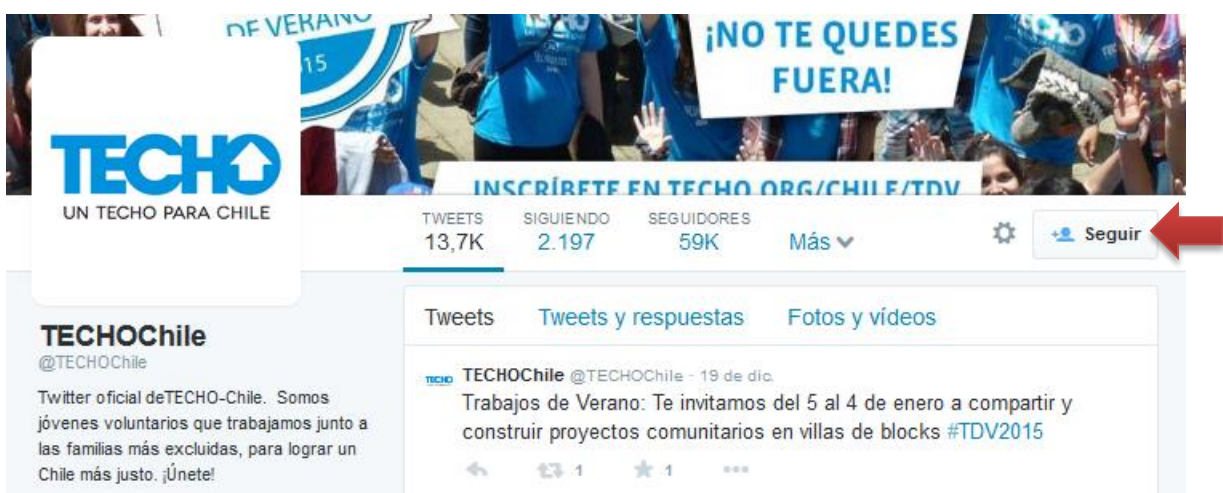 DE VERANO
¡NO TE QUEDES
FUERA!
INSCRÍBETE EN TECHO.ORG/CHILE/TDV
TECHO
UN TECHO PARA CHILE
TWEETS
13,7K
SIGUIENDO
2.197
SEGUIDORES
59K
Más
Seguir
TECHOChile
@TECHOChile
Twitter oficial deTECHO-Chile. Somos
jóvenes voluntarios que trabajamos junto a
las familias más excluidas, para lograr un
Chile más justo. ¡Únete!
Tweets Tweets y respuestas Fotos y vídeos
TECHO TECHOChile @TECHOChile - 19 de dic.
Trabajos de Verano: Te invitamos del 5 al 4 de enero a compartir y
construir proyectos comunitarios en villas de blocks #TDV2015
1 1